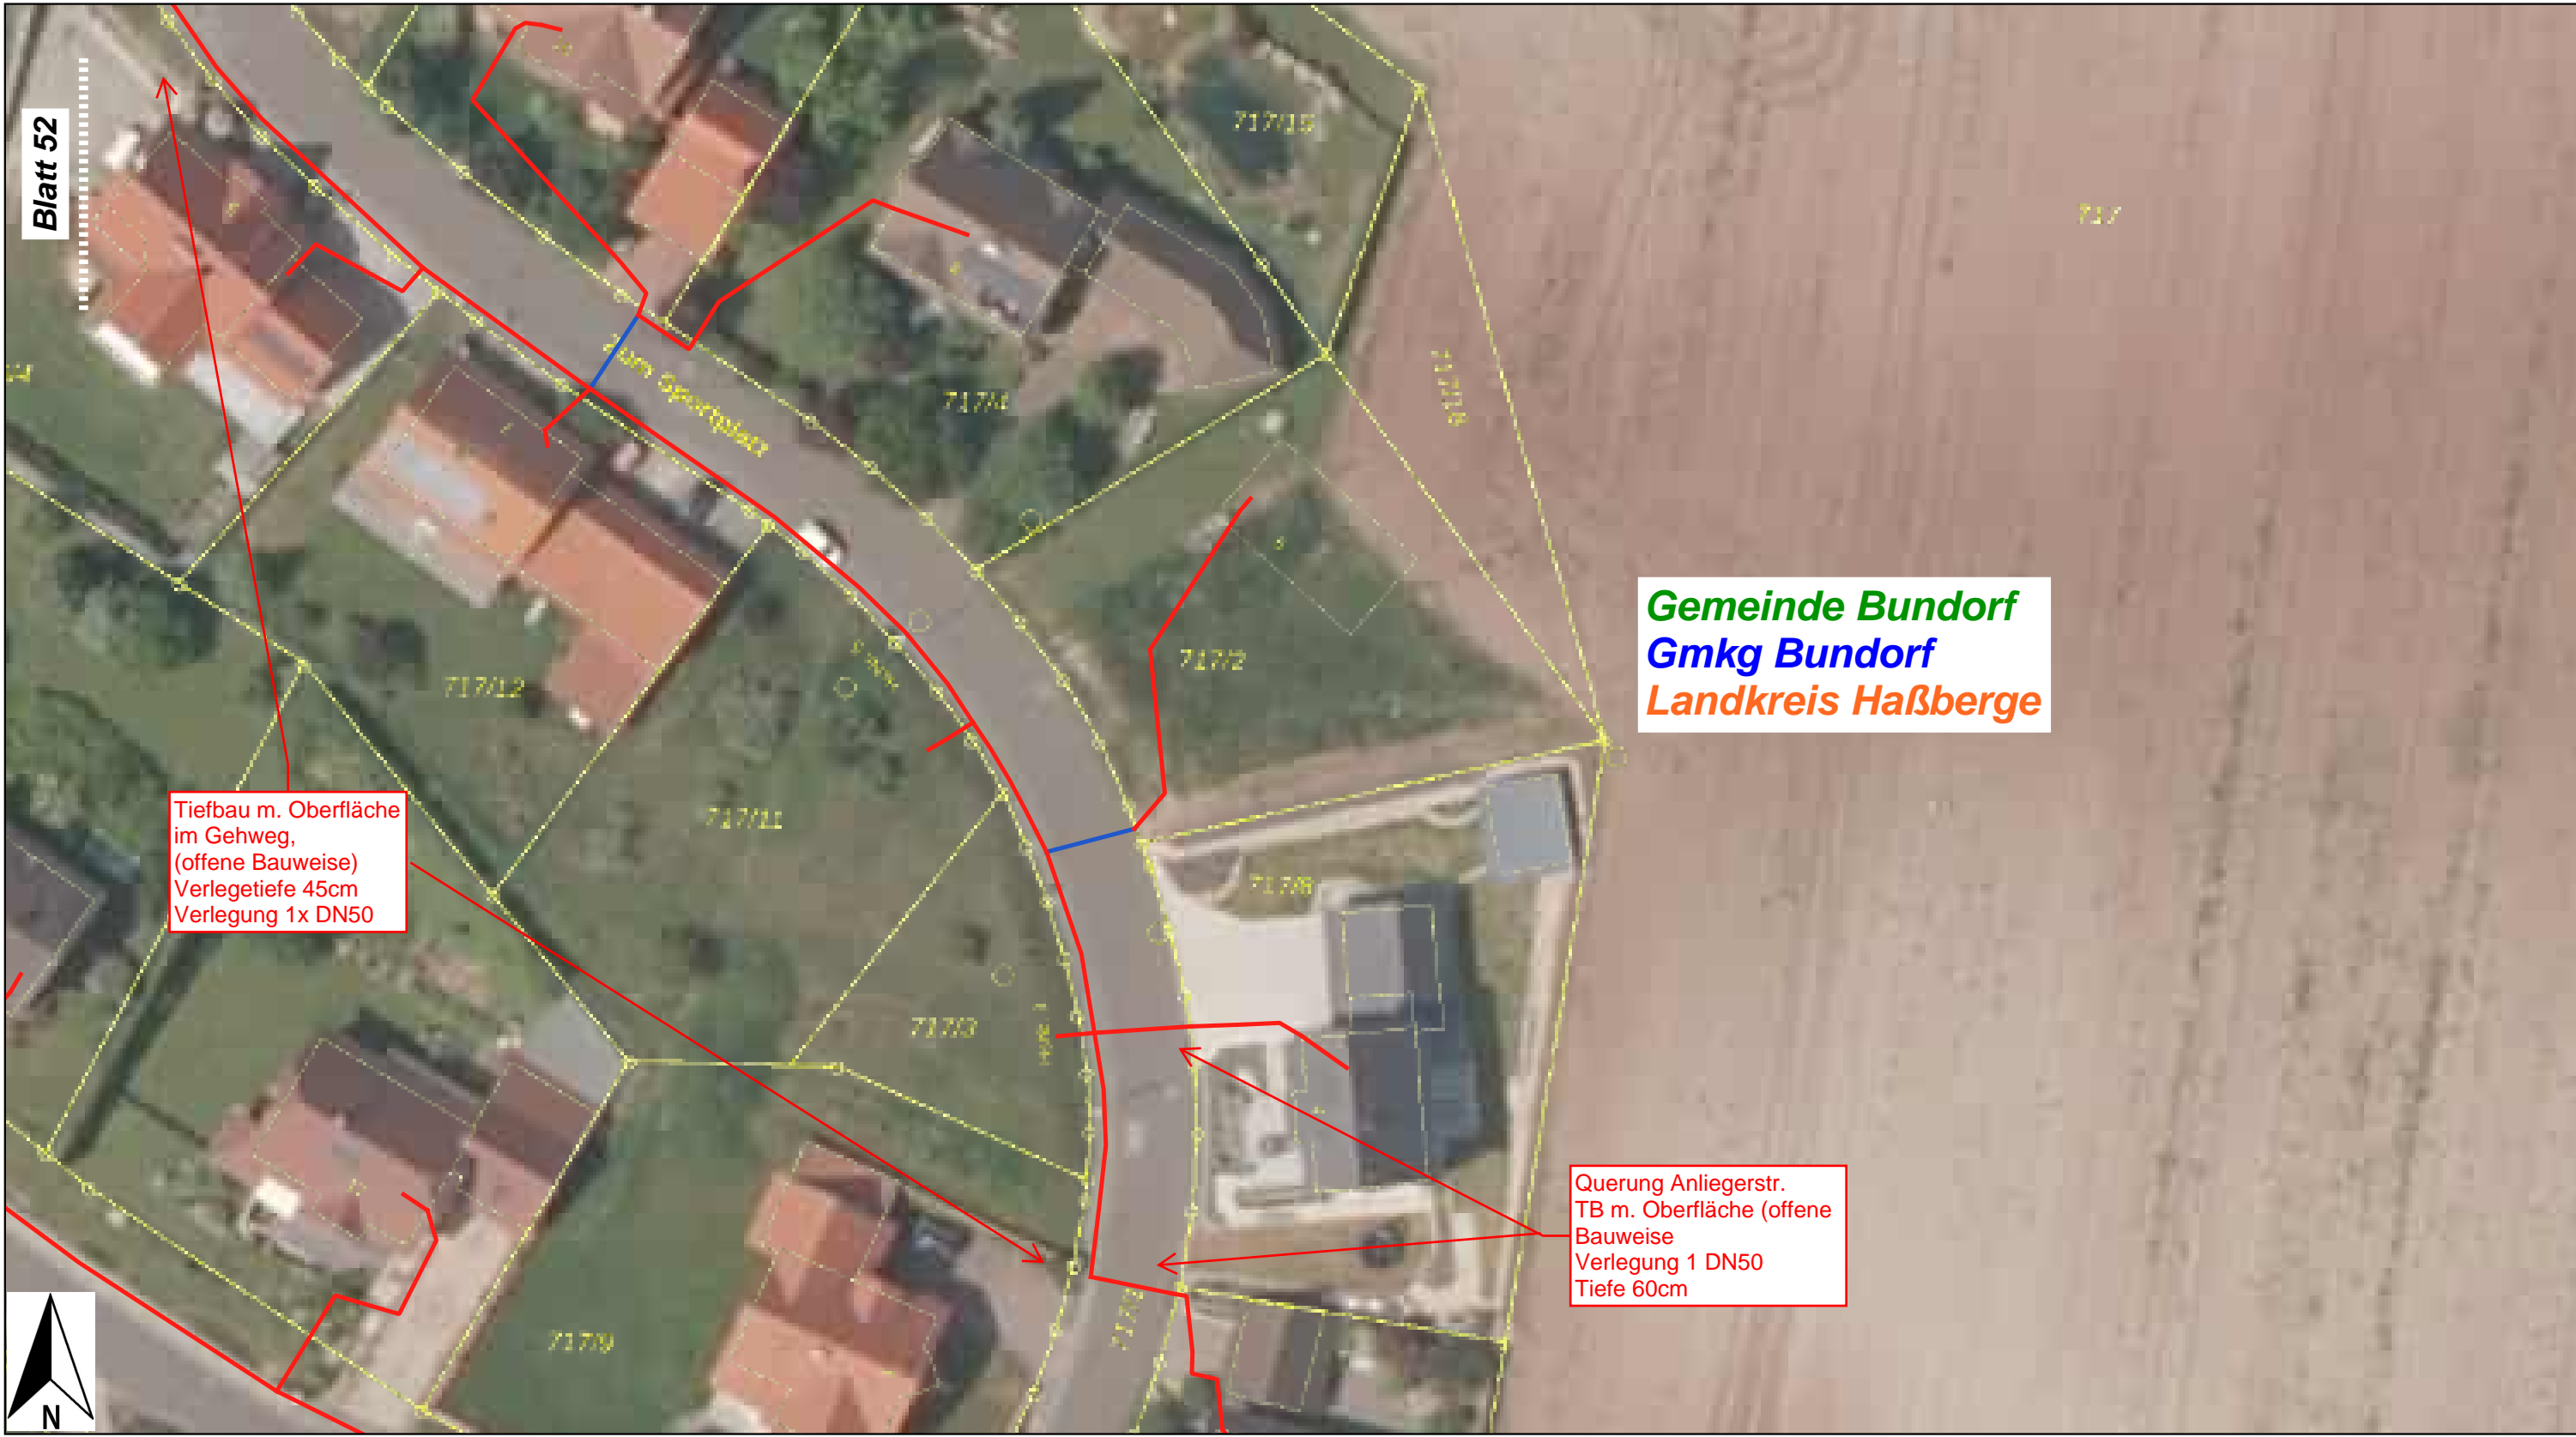 Blatt 52
717/15
717
717/18
Zum Sportplatz
717/4
717/2
Gemeinde Bundorf
Gmkg Bundorf
Landkreis Haßberge
717/12
717/11
Tiefbau m. Oberfläche
im Gehweg,
(offene Bauweise)
Verlegetiefe 45cm
Verlegung 1x DN50
717/6
717/3
Querung Anliegerstr.
TB m. Oberfläche (offene
Bauweise
Verlegung 1 DN50
Tiefe 60cm
717/9
N